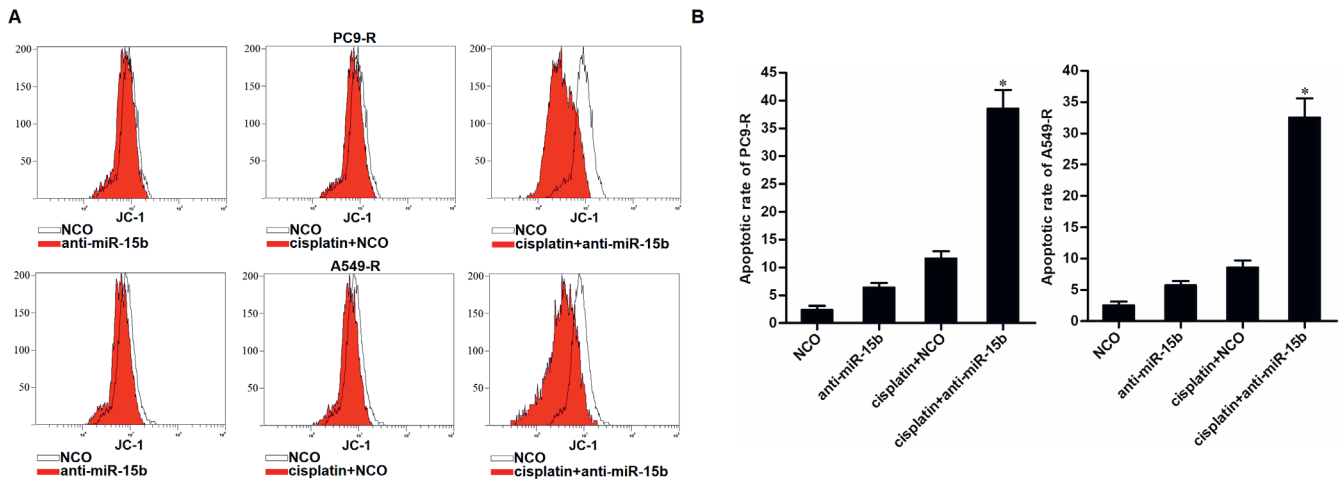 A
PC9-R
200
150
100
50
JC-1
NCO
anti-miR-15b
200
150
100
50
JC-1
NCO
cisplatin+NCO
200
150
100
50
JC-1
NCO
cisplatin+anti-miR-15b
A549-R
200
150
100
50
JC-1
NCO
anti-miR-15b
200
150
100
50
JC-1
NCO
cisplatin+NCO
200
150
100
50
JC-1
NCO
cisplatin+anti-miR-15b
B
Apoptotic rate of PC9-R
45
40
35
30
25
20
15
10
5
0
*
NCO
anti-miR-15b
cisplatin+NCO
cisplatin+anti-miR-15b
Apoptotic rate of A549-R
40
35
30
25
20
15
10
5
0
*
NCO
anti-miR-15b
cisplatin+NCO
cisplatin+anti-miR-15b